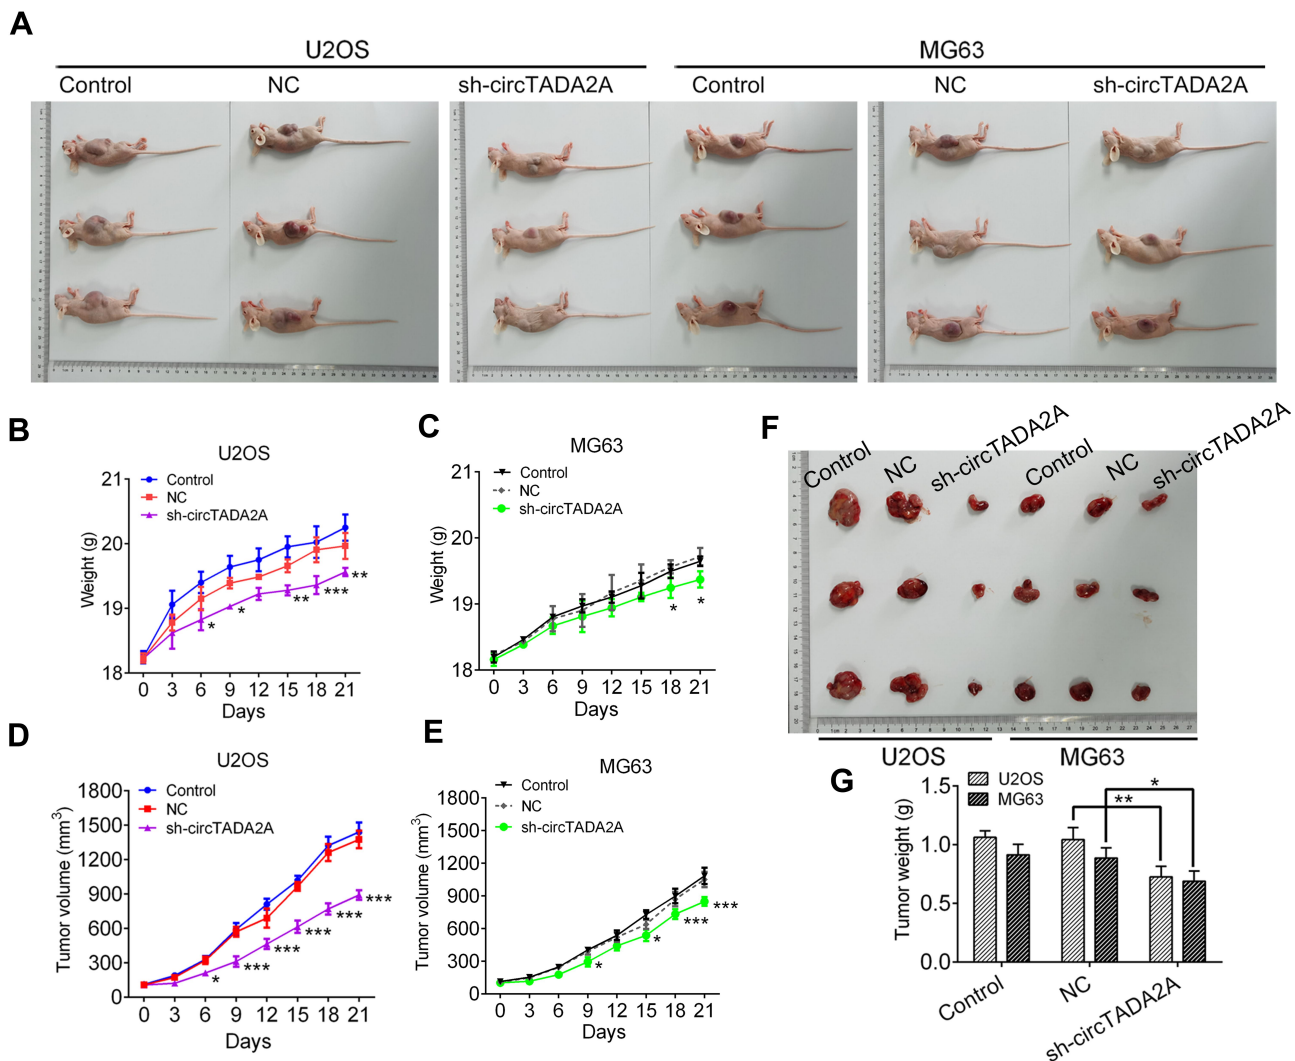 A
U2OS
MG63
Control
NC
sh-circTADA2A
Control
NC
sh-circTADA2A
B
U2OS
Control
NC
sh-circTADA2A
Weight (g)
21
20
19
18
*
*
**
***
**
0 3 6 9 12 15 18 21
Days
C
MG63
Control
NC
sh-circTADA2A
Weight (g)
21
20
19
18
*
*
0 3 6 9 12 15 18 21
Days
D
U2OS
Control
NC
sh-circTADA2A
Tumor volume (mm3)
1800
1500
1200
900
600
300
0
*
***
***
***
***
***
0 3 6 9 12 15 18 21
Days
E
MG63
Control
NC
sh-circTADA2A
Tumor volume (mm3)
1800
1500
1200
900
600
300
0
*
*
***
***
0 3 6 9 12 15 18 21
Days
F
Control
NC
sh-circTADA2A
Control
NC
sh-circTADA2A
U2OS
MG63
G
U2OS
MG63
Tumor weight (g)
1.5
1.0
0.5
0.0
**
*
Control
NC
sh-circTADA2A